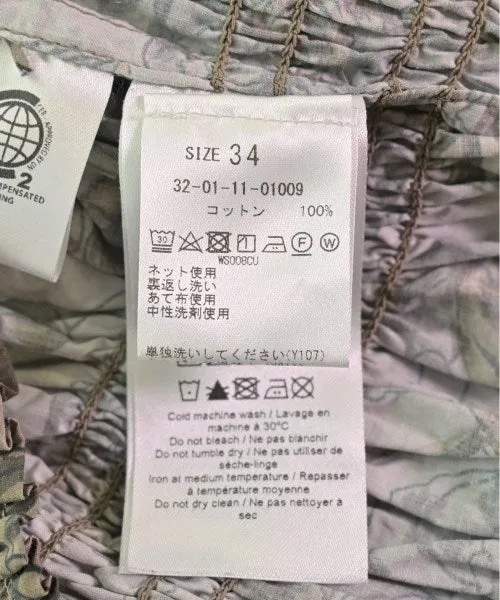 SIZE 34
32-01-11-01009
コットン 100%
30
F
W
WS008CU
ネット使用
裏返し洗い
あて布使用
中性洗剤使用
単独洗いしてください(Y107)
Cold machine wash / Lavage en
machine à 30°C
Do not bleach / Ne pas blanchir
Do not tumble dry / Ne pas utiliser de
sèche-linge
Iron at medium temperature / Repasser
à température moyenne
Do not dry clean / Ne pas nettoyer à
sec
2